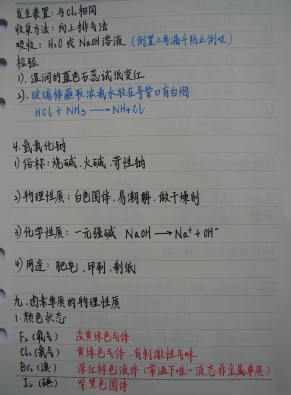 发生装置：与Cl₂相同
收集方法：向上排气法
吸收：H₂O或NaOH溶液（倒置三角漏斗防止倒吸）
检验
1）、湿润的蓝色石蕊试纸变红
2）、玻璃棒蘸取浓氨水放在导管口有白烟
HCl + NH₃ ⟶ NH₄Cl
4.氢氧化钠
1）俗称：烧碱、火碱、苛性钠
2）物理性质：白色固体，易潮解，做干燥剂
3）化学性质：一元强碱 NaOH ⟶ Na⁺ + OH⁻
4）用途：肥皂、印刷、制纸
九.卤素单质的物理性质
1.颜色状态
F₂（氟气） 淡黄绿色气体
Cl₂（氯气） 黄绿色气体，有刺激性气味
Br₂（溴） 深红棕色液体（常温下唯一液态非金属单质）
I₂（碘） 紫黑色固体